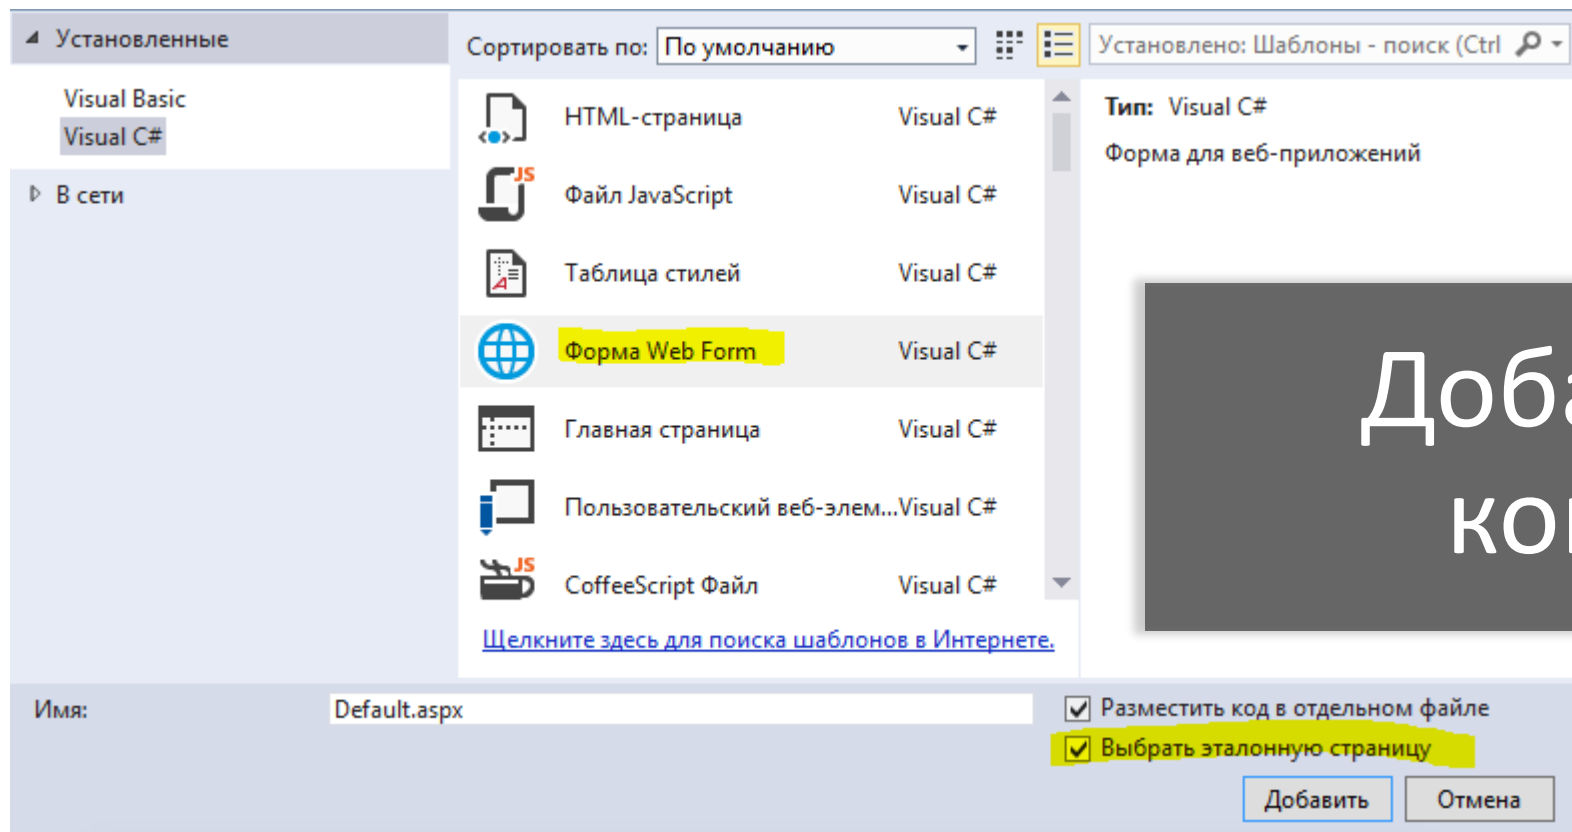 Установленные
Visual Basic
Visual C#
В сети
Сортировать по: По умолчанию
Установлено: Шаблоны - поиск (Ctrl
HTML-страница Visual C#
JS
Файл JavaScript Visual C#
Таблица стилей Visual C#
Форма Web Form Visual C#
Главная страница Visual C#
Пользовательский веб-элем...Visual C#
JS
CoffeeScript Файл Visual C#
Щелкните здесь для поиска шаблонов в Интернете.
Тип: Visual C#
Форма для веб-приложений
Имя: Default.aspx
Разместить код в отдельном файле
Выбрать эталонную страницу
Добавить Отмена